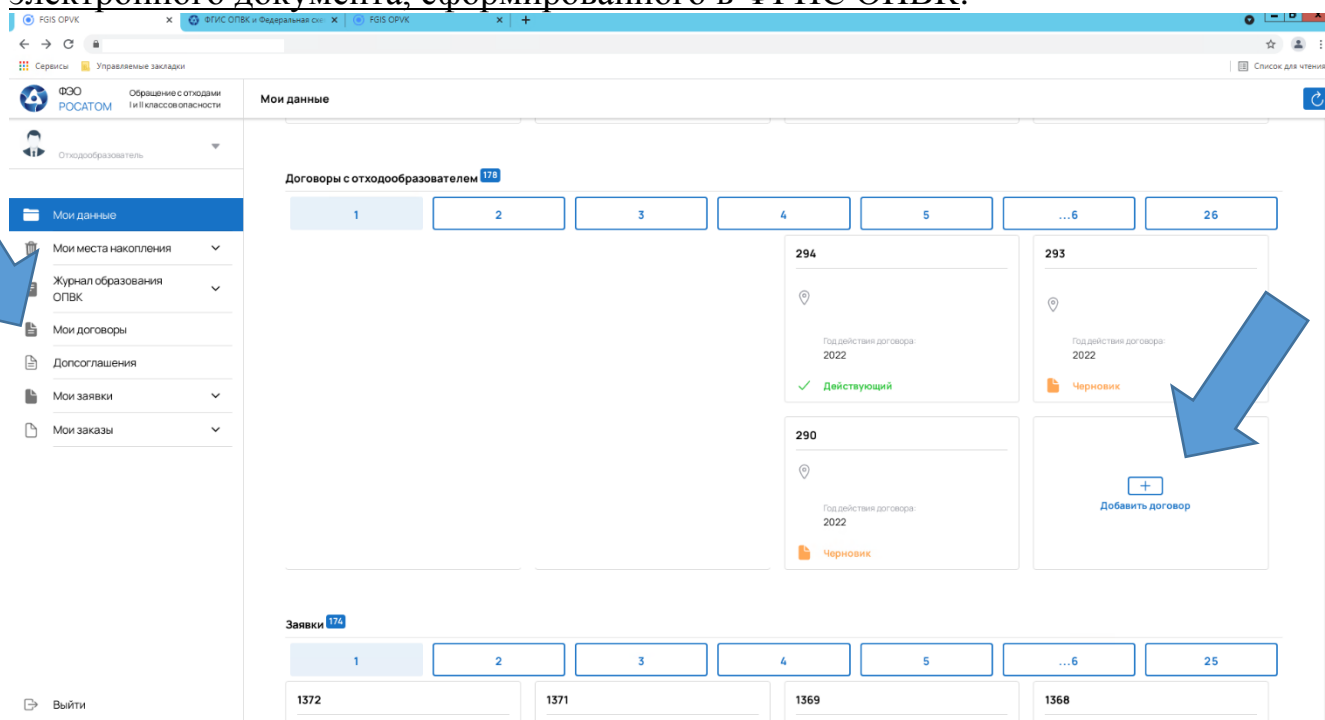 электронного документа, сформированного в ФГИС ОПВК.
FGIS OPVK
ФГИС ОПВК и Федеральная схе
FGIS OPVK
Сервисы
Управляемые закладки
Список для чтения
ФЭО
РОСАТОМ
Обращение с отходами
I и II классов опасности
Мои данные
Отходообразователь
Мои данные
Мои места накопления
Журнал образования
ОПВК
Мои договоры
Допсоглашения
Мои заявки
Мои заказы
Выйти
Договоры с отходообразователем 178
1 2 3 4 5 ...6 26
294
Год действия договора:
2022
Действующий
293
Год действия договора:
2022
Черновик
290
Год действия договора:
2022
Черновик
Добавить договор
Заявки 174
1 2 3 4 5 ...6 25
1372 1371 1369 1368